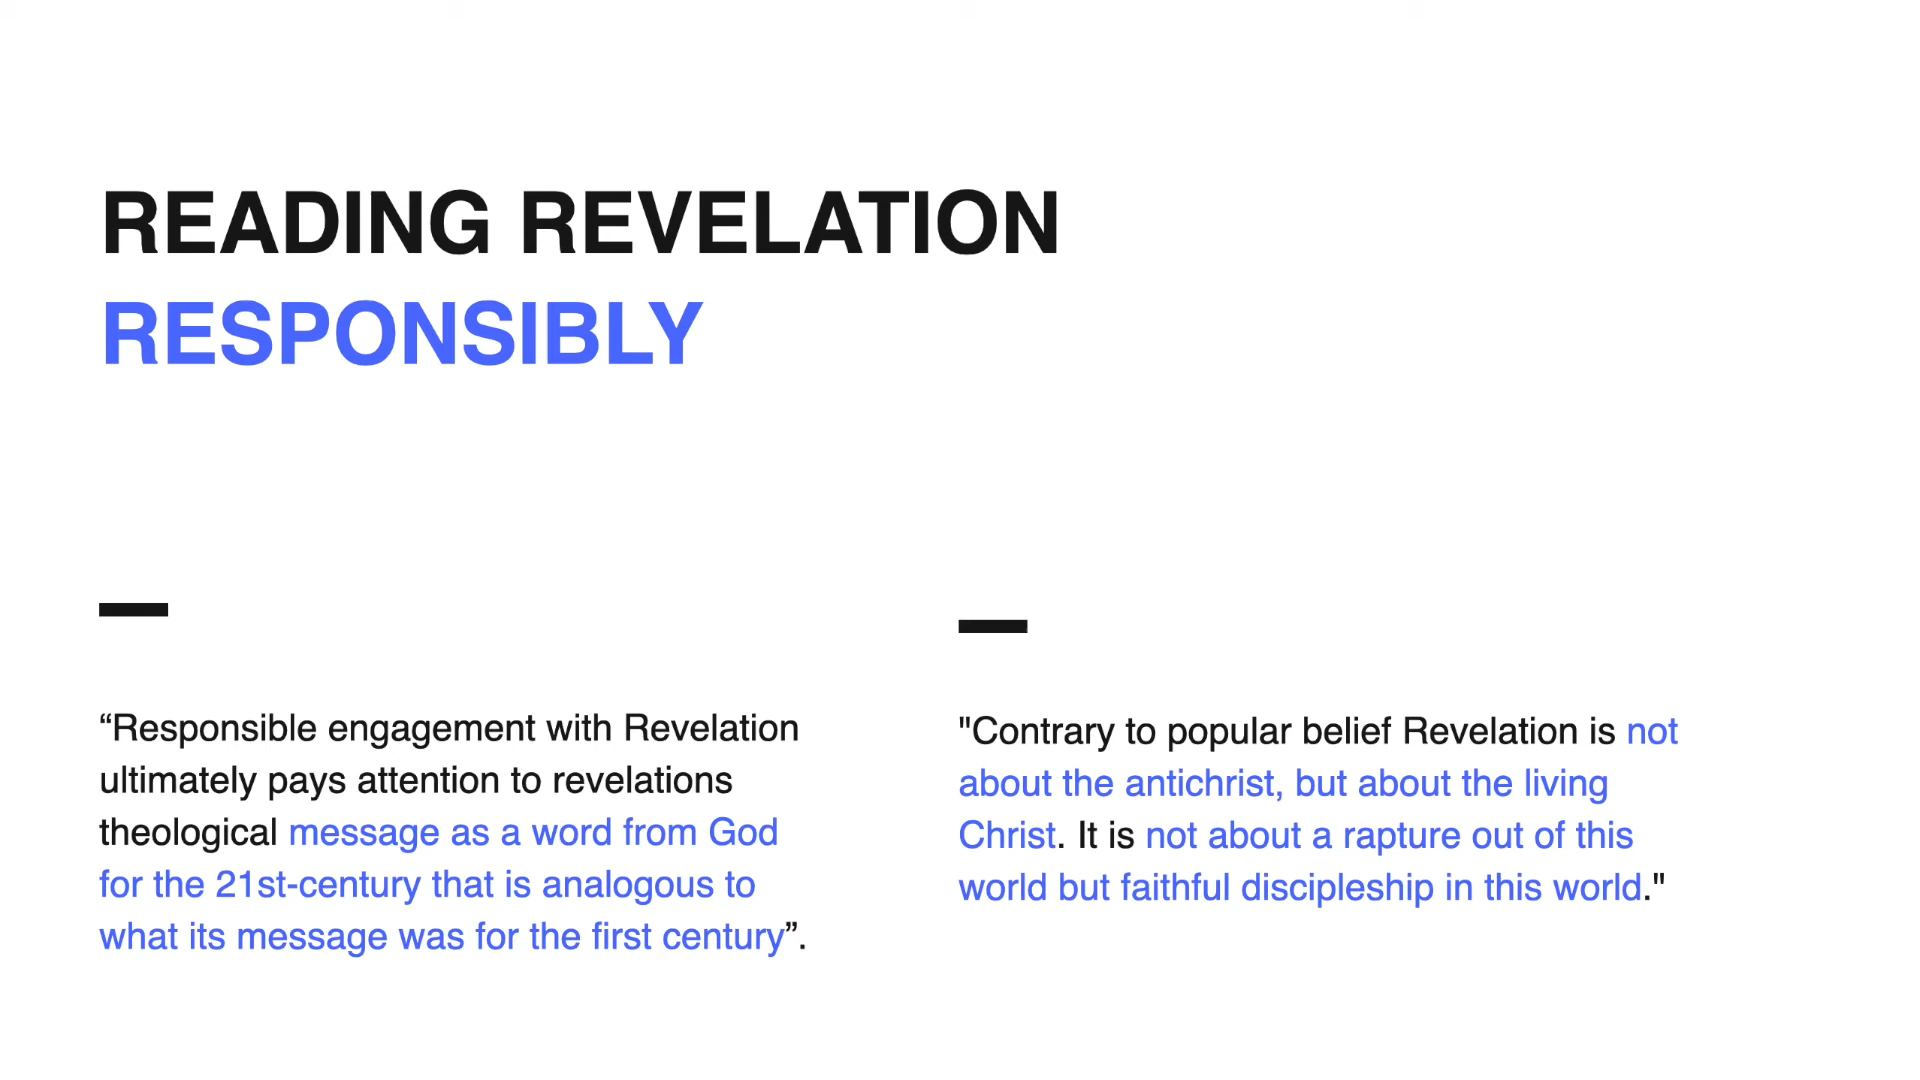 READING REVELATION
RESPONSIBLY
“Responsible engagement with Revelation
ultimately pays attention to revelations
theological message as a word from God
for the 21st-century that is analogous to
what its message was for the first century”.
"Contrary to popular belief Revelation is not
about the antichrist, but about the living
Christ. It is not about a rapture out of this
world but faithful discipleship in this world."